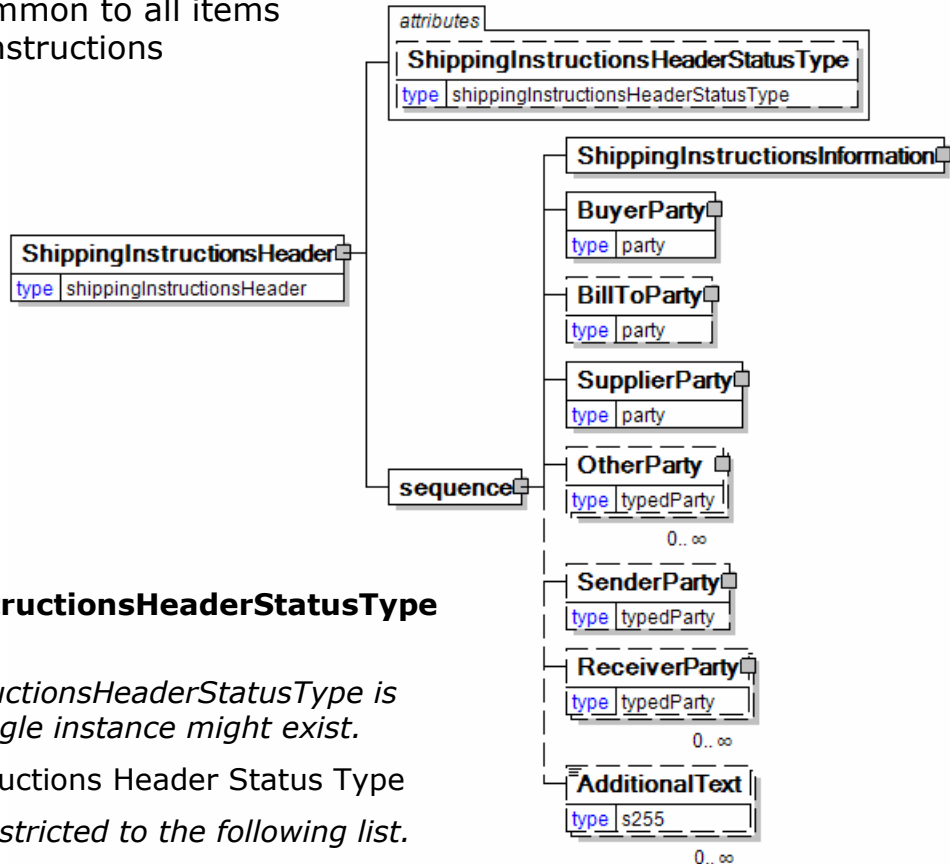 mmon to all items
nstructions
attributes
ShippingInstructionsHeaderStatusType
type shippingInstructionsHeaderStatusType
ShippingInstructionsInformation
BuyerParty
type party
ShippingInstructionsHeader
type shippingInstructionsHeader
BillToParty
type party
SupplierParty
type party
OtherParty
type typedParty
0.. ∞
sequence
SenderParty
type typedParty
ReceiverParty
type typedParty
0.. ∞
AdditionalText
type s255
0.. ∞
tructionsHeaderStatusType
uctionsHeaderStatusType is
gle instance might exist.
uctions Header Status Type
stricted to the following list.